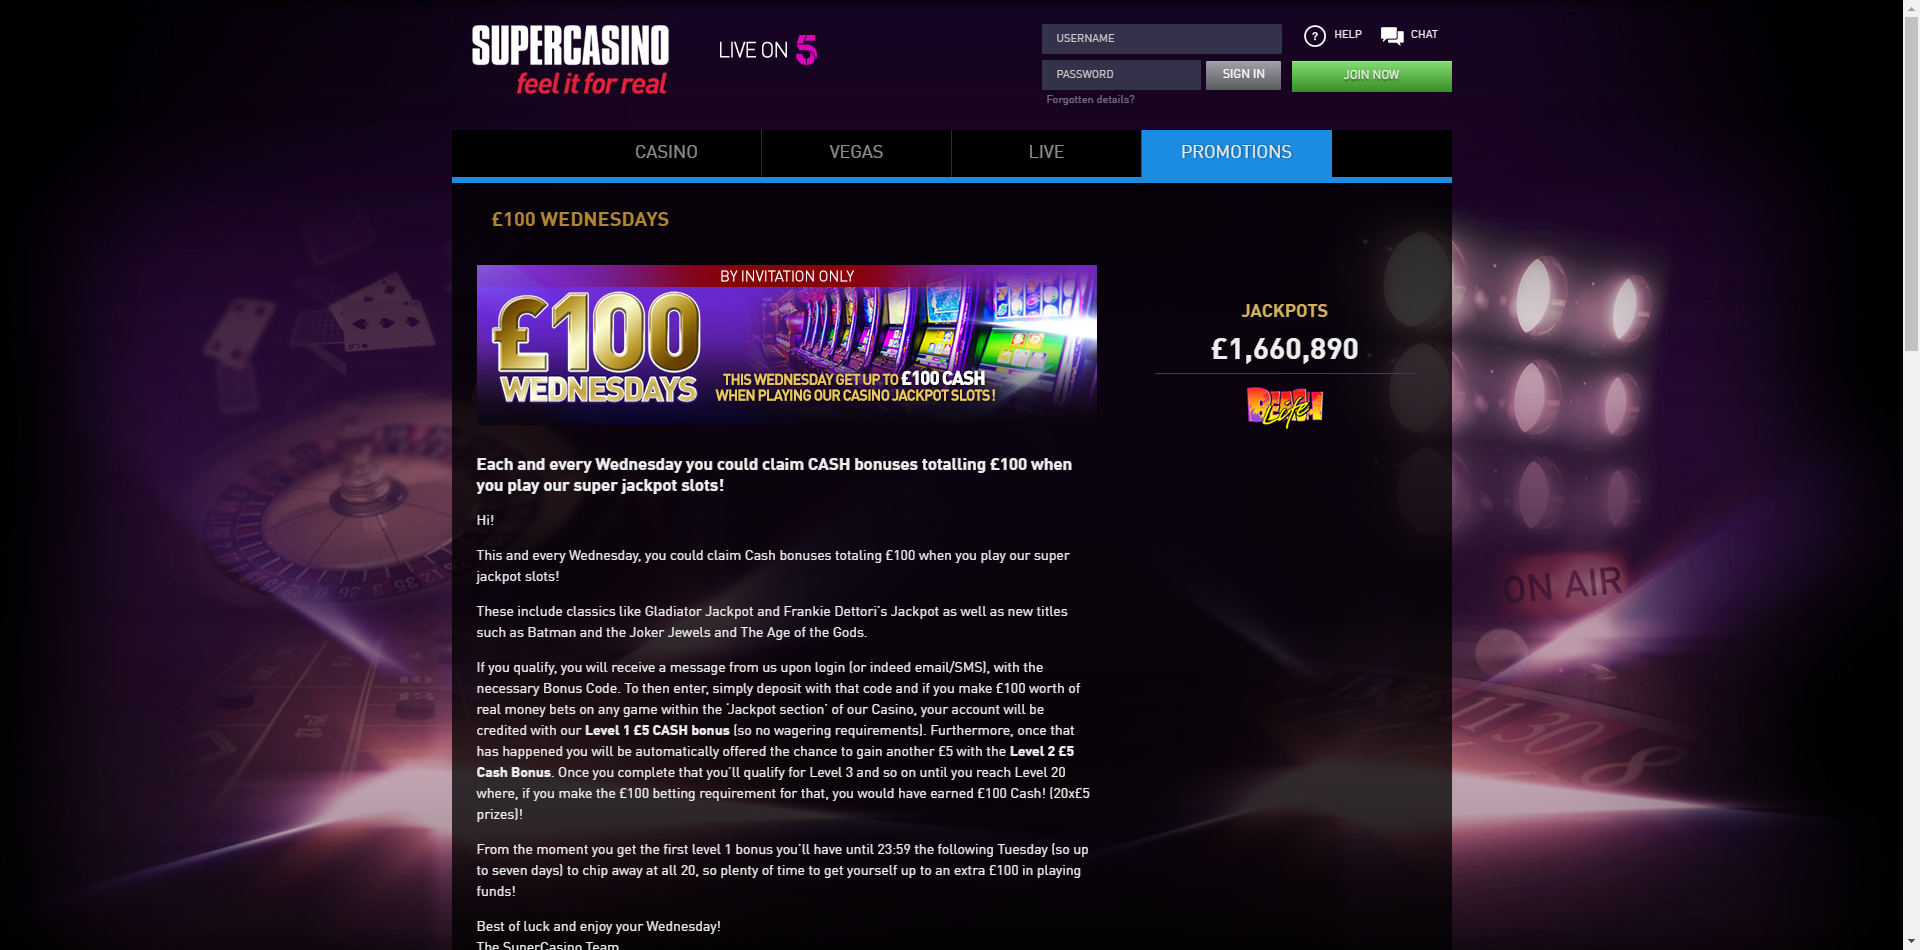 SUPERCASINO
feel it for real
LIVE ON 5
USERNAME
PASSWORD
SIGN IN
Forgotten details?
? HELP
CHAT
JOIN NOW
CASINO
VEGAS
LIVE
PROMOTIONS
£100 WEDNESDAYS
BY INVITATION ONLY
£100
WEDNESDAYS
THIS WEDNESDAY GET UP TO £100 CASH
WHEN PLAYING OUR CASINO JACKPOT SLOTS!
JACKPOTS
£1,660,890
BEACH
Life
Each and every Wednesday you could claim CASH bonuses totalling £100 when
you play our super jackpot slots!
Hi!
This and every Wednesday, you could claim Cash bonuses totaling £100 when you play our super
jackpot slots!
These include classics like Gladiator Jackpot and Frankie Dettori's Jackpot as well as new titles
such as Batman and the Joker Jewels and The Age of the Gods.
If you qualify, you will receive a message from us upon login (or indeed email/SMS), with the
necessary Bonus Code. To then enter, simply deposit with that code and if you make £100 worth of
real money bets on any game within the 'Jackpot section' of our Casino, your account will be
credited with our Level 1 £5 CASH bonus (so no wagering requirements). Furthermore, once that
has happened you will be automatically offered the chance to gain another £5 with the Level 2 £5
Cash Bonus. Once you complete that you'll qualify for Level 3 and so on until you reach Level 20
where, if you make the £100 betting requirement for that, you would have earned £100 Cash! (20x£5
prizes)!
From the moment you get the first level 1 bonus you'll have until 23:59 the following Tuesday (so up
to seven days) to chip away at all 20, so plenty of time to get yourself up to an extra £100 in playing
funds!
Best of luck and enjoy your Wednesday!
The SuperCasino Team
ON AIR